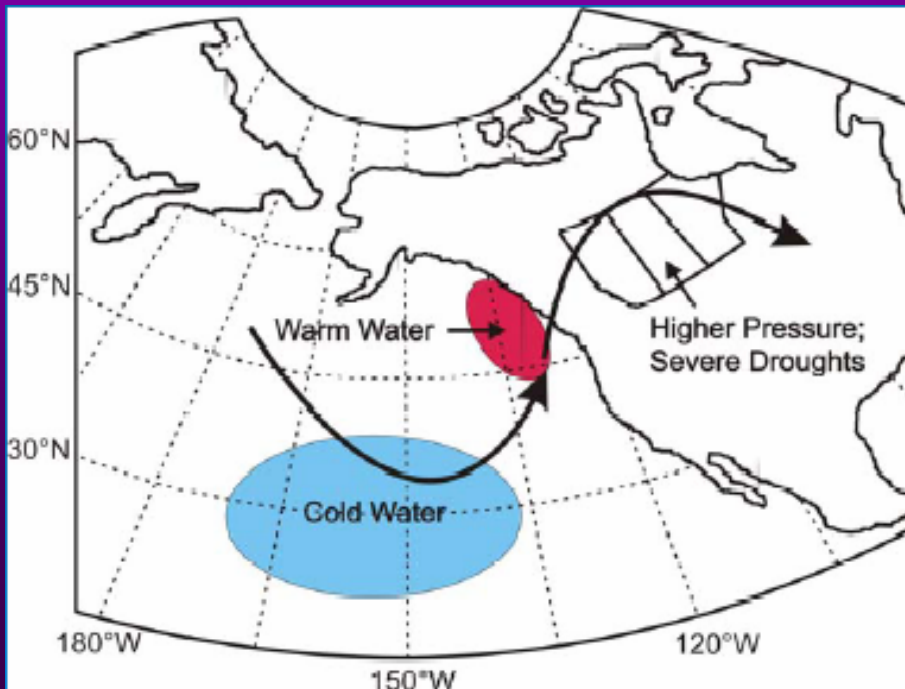 60°N
45°N
30°N
Warm Water
Higher Pressure;
Severe Droughts
Cold Water
180°W
150°W
120°W